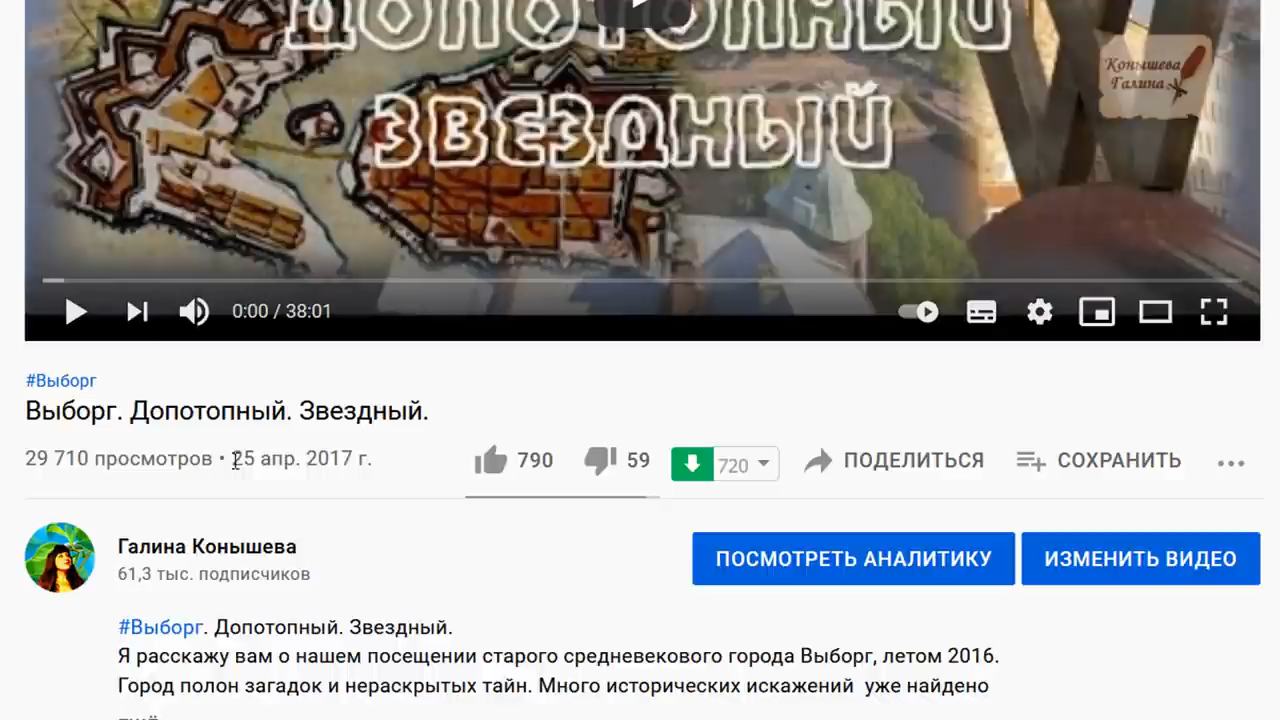 ДОПОТОПНЫЙ
ЗВЕЗДНЫЙ
Конышева
Галина
0:00 / 38:01
#Выборг
Выборг. Допотопный. Звездный.
29 710 просмотров • 25 апр. 2017 г.
790
59
720
ПОДЕЛИТЬСЯ
СОХРАНИТЬ
Галина Конышева
61,3 тыс. подписчиков
ПОСМОТРЕТЬ АНАЛИТИКУ
ИЗМЕНИТЬ ВИДЕО
#Выборг. Допотопный. Звездный.
Я расскажу вам о нашем посещении старого средневекового города Выборг, летом 2016.
Город полон загадок и нераскрытых тайн. Много исторических искажений уже найдено
ЕЩЁ